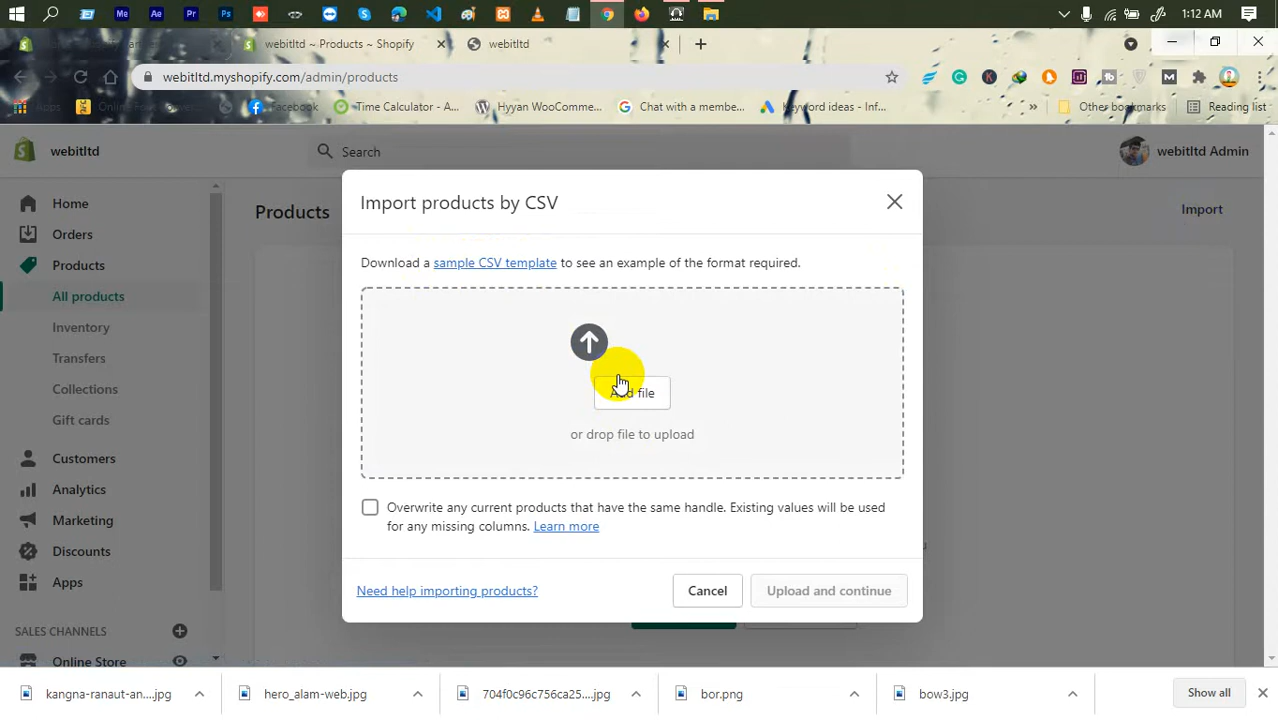 1:12 AM
webitltd ~ Products ~ Shopify
webitltd
webitltd.myshopify.com/admin/products
Apps
Facebook
Time Calculator - A...
Hyyan WooComme...
Chat with a membe...
Keyword ideas - Inf...
Other bookmarks
Reading list
webitltd
Search
webitltd Admin
Home
Orders
Products
All products
Inventory
Transfers
Collections
Gift cards
Customers
Analytics
Marketing
Discounts
Apps
SALES CHANNELS
Online Store
Products
Import
Import products by CSV
Download a sample CSV template to see an example of the format required.
Add file
or drop file to upload
Overwrite any current products that have the same handle. Existing values will be used
for any missing columns. Learn more
Need help importing products?
Cancel
Upload and continue
kangna-ranaut-an....jpg
hero_alam-web.jpg
704f0c96c756ca25....jpg
bor.png
bow3.jpg
Show all